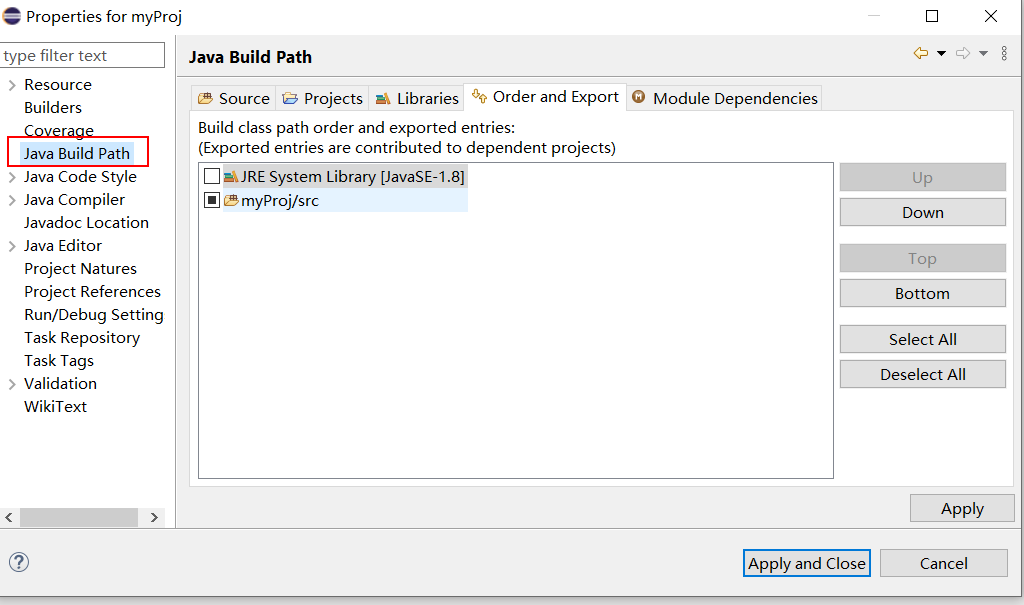 Properties for myProj
type filter text
Resource
Builders
Coverage
Java Build Path
Java Code Style
Java Compiler
Javadoc Location
Java Editor
Project Natures
Project References
Run/Debug Setting
Task Repository
Task Tags
Validation
WikiText
Java Build Path
Source Projects Libraries Order and Export Module Dependencies
Build class path order and exported entries:
(Exported entries are contributed to dependent projects)
JRE System Library [JavaSE-1.8]
myProj/src
Up
Down
Top
Bottom
Select All
Deselect All
Apply
Apply and Close Cancel